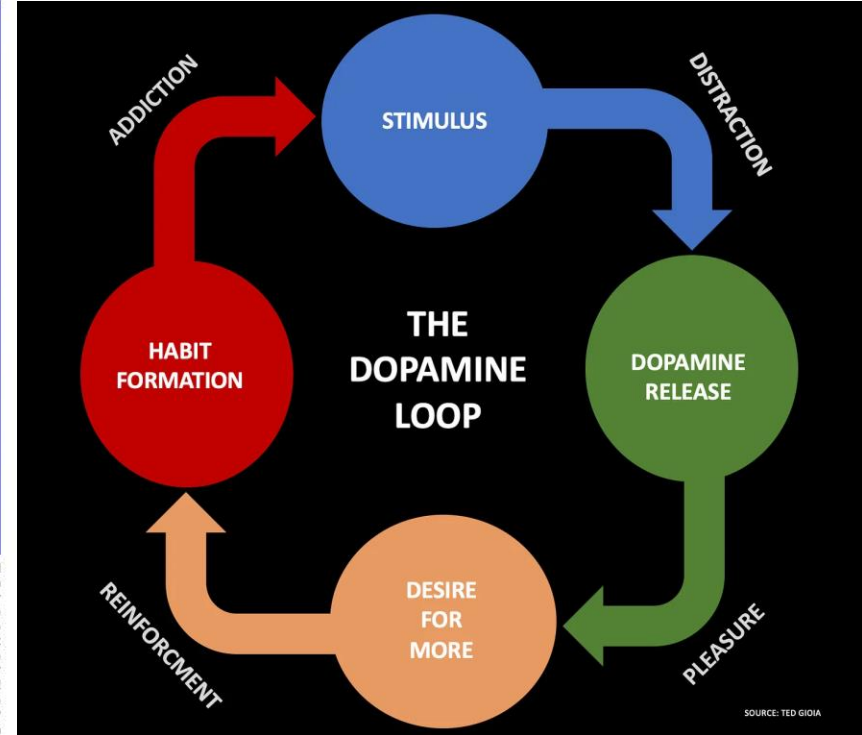 ADDICTION
STIMULUS
DISTRACTION
THE
DOPAMINE
LOOP
HABIT
FORMATION
DOPAMINE
RELEASE
DESIRE
FOR
MORE
REINFORCMENT
PLEASURE
SOURCE: TED GIOIA